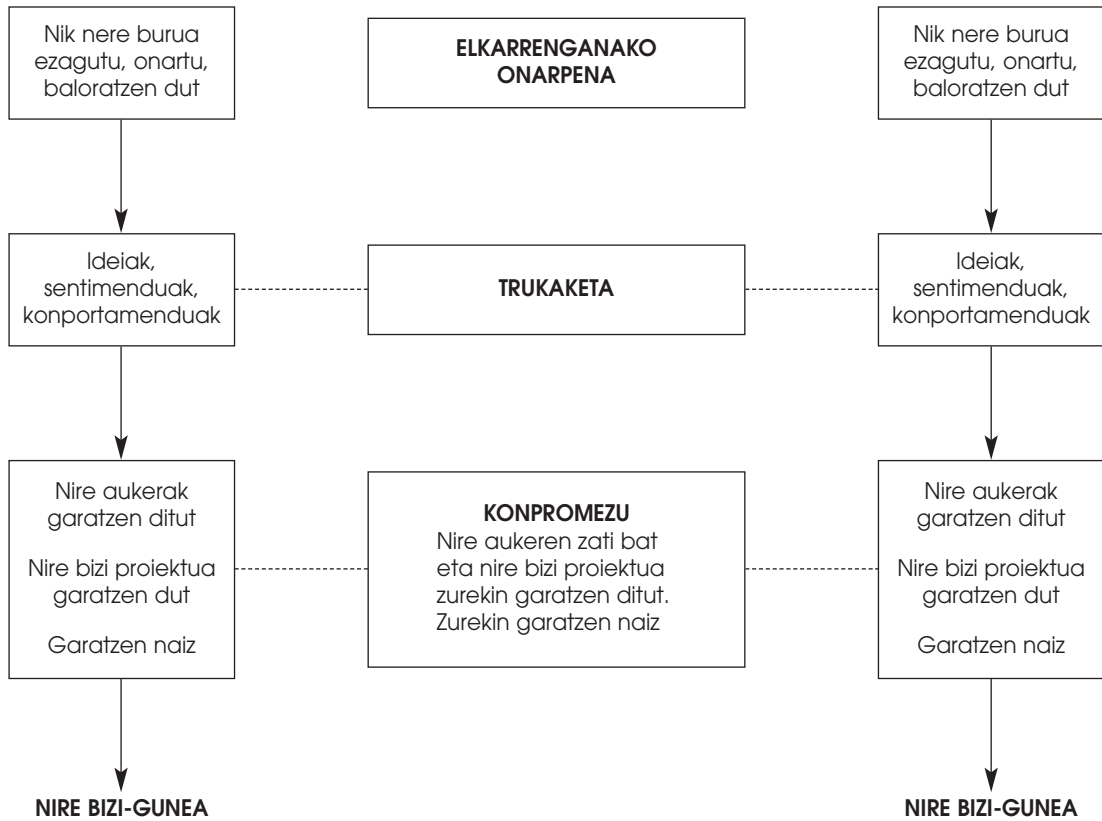 Nik nere burua
ezagutu, onartu,
baloratzen dut
ELKARRENGANAKO
ONARPENA
Nik nere burua
ezagutu, onartu,
baloratzen dut
Ideiak,
sentimenduak,
konportamenduak
TRUKAKETA
Ideiak,
sentimenduak,
konportamenduak
Nire aukerak
garatzen ditut
Nire bizi proiektua
garatzen dut
Garatzen naiz
KONPROMEZU
Nire aukeren zati bat
eta nire bizi proiektua
zurekin garatzen ditut.
Zurekin garatzen naiz
Nire aukerak
garatzen ditut
Nire bizi proiektua
garatzen dut
Garatzen naiz
NIRE BIZI-GUNEA
NIRE BIZI-GUNEA